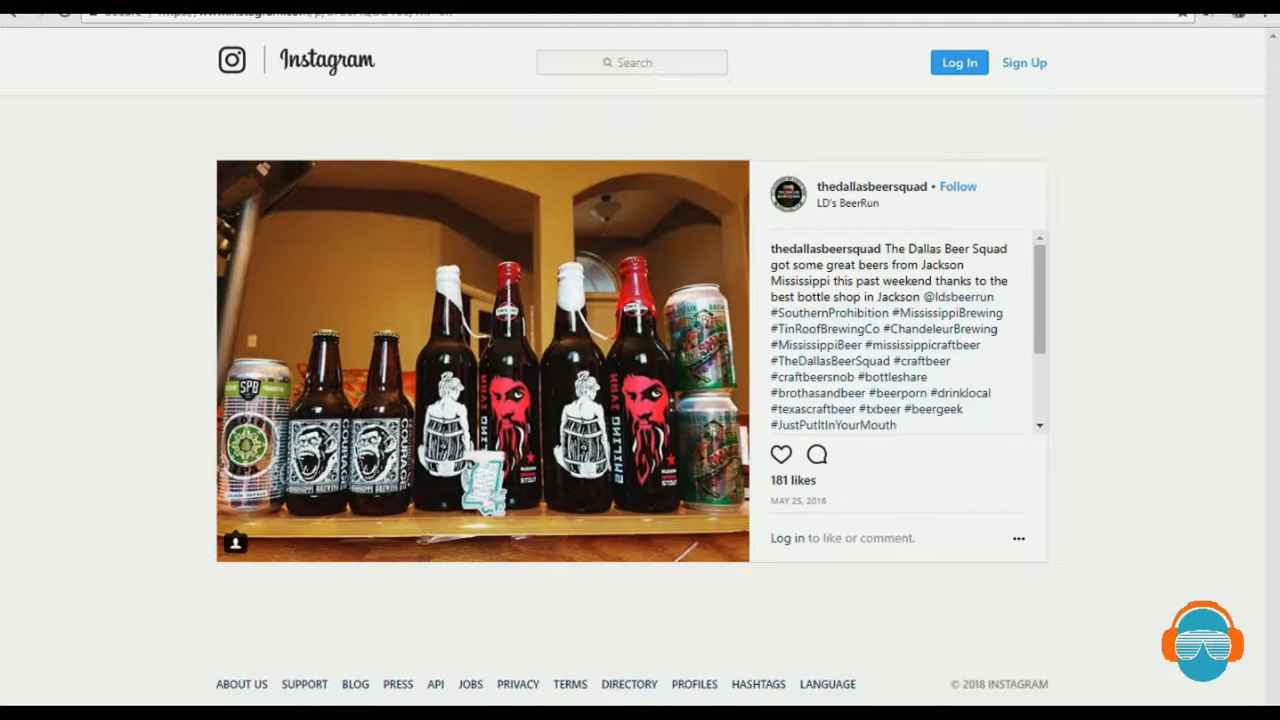 Instagram
Search
Log In
Sign Up
thedallasbeersquad • Follow
LD's BeerRun
thedallasbeersquad The Dallas Beer Squad
got some great beers from Jackson
Mississippi this past weekend thanks to the
best bottle shop in Jackson @ldsbeerrun
#SouthernProhibition #MississippiBrewing
#TinRoofBrewingCo #ChandeleurBrewing
#MississippiBeer #mississippicraftbeer
#TheDallasBeerSquad #craftbeer
#craftbeersnob #bottleshare
#brothasandbeer #beerporn #drinklocal
#texascraftbeer #txbeer #beergeek
#JustPutItInYourMouth
181 likes
MAY 25, 2016
Log in to like or comment.
SPB
COURAGE
COURAGE
STOUT
STOUT
ABOUT US SUPPORT BLOG PRESS API JOBS PRIVACY TERMS DIRECTORY PROFILES HASHTAGS LANGUAGE
© 2018 INSTAGRAM